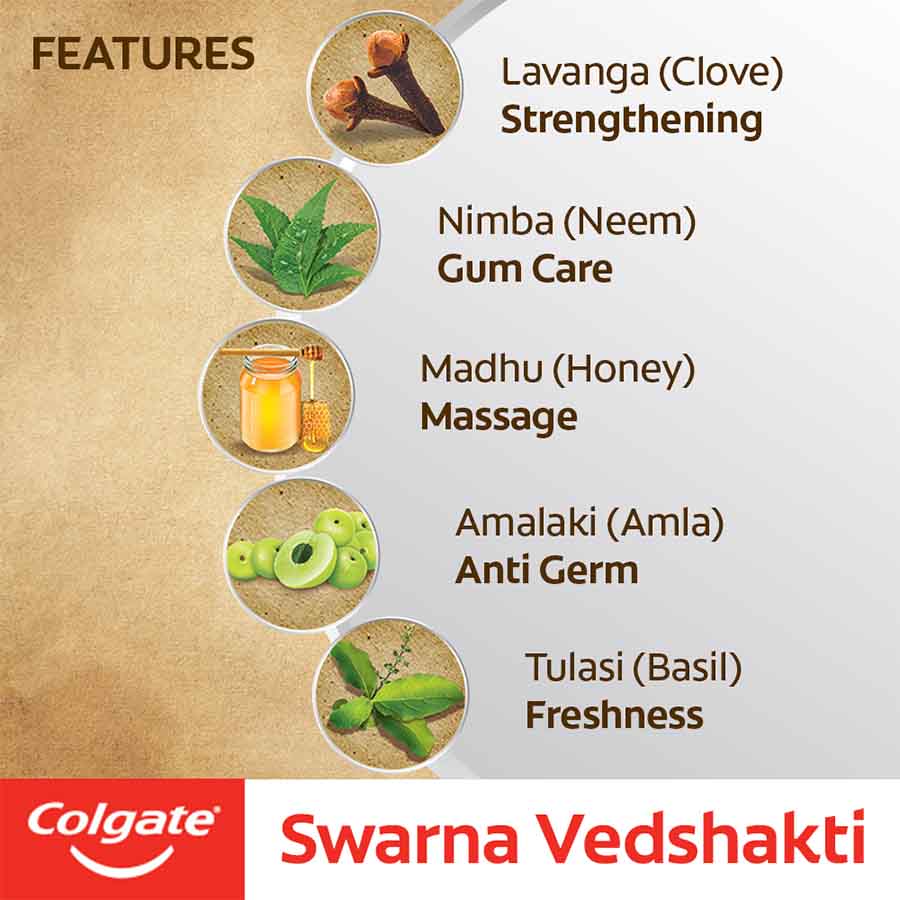 FEATURES
Lavanga (Clove)
Strengthening
Nimba (Neem)
Gum Care
Madhu (Honey)
Massage
Amalaki (Amla)
Anti Germ
Tulasi (Basil)
Freshness
Colgate®
Swarna Vedshakti